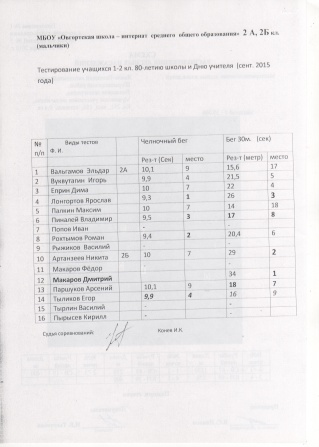 МБОУ «Овгортская школа – интернат среднего общего образования» 2 А, 2Б кл.
(мальчики)
Тестирование учащихся 1-2 кл. 80-летию школы и Дню учителя (сент. 2015
года)
№ п/п Виды тестов Ф. И Челночный бег Бег 30м. (сек)
Рез-т (Сек) место Рез-т (метр) место
1 Вальгамов Эльдар 2А 10,1 9 15,6 17
2 Вуквутагин Игорь 9,9 4 21,5 5
3 Еприн Дима 10 7 22 4
4 Лонгортов Ярослав 9,3 1 26 3
5 Палкин Максим 10 7 14 18
6 Пиналей Владимир 9,5 3 17 8
7 Попов Иван -
8 Рохтымов Роман 9,4 2 20,4 6
9 Рыжиков Василий -
10 Артанзеев Никита 2Б 10 7 29 2
11 Макаров Фёдор -
12 Макаров Дмитрий 34 1
13 Паршуков Арсений 10,1 9 18 7
14 Тыликов Егор 9,9 4 16 9
15 Тырлин Василий -
16 Пырысев Кирилл - -
Судья соревнований: Конев И.К.